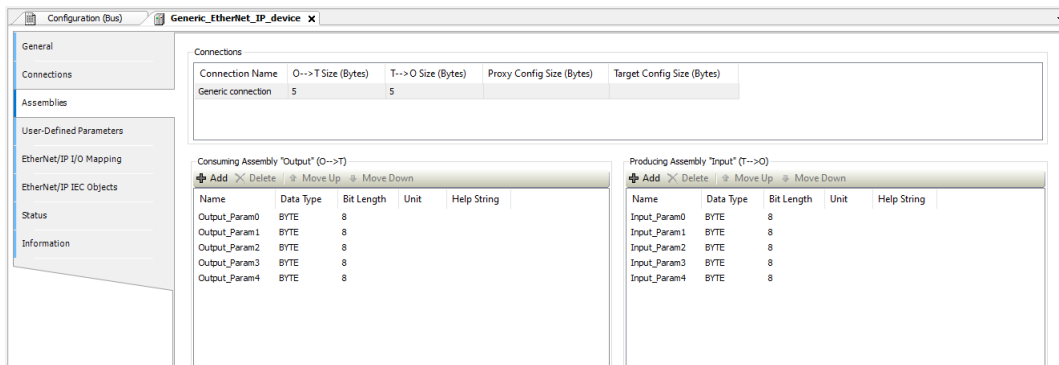 Configuration (Bus) Generic_EtherNet_IP_device X
General
Connections
Assemblies
User-Defined Parameters
EtherNet/IP I/O Mapping
EtherNet/IP IEC Objects
Status
Information
Connections
Connection Name O-->T Size (Bytes) T-->O Size (Bytes) Proxy Config Size (Bytes) Target Config Size (Bytes)
Generic connection 5 5
Consuming Assembly "Output" (O-->T)
Add Delete Move Up Move Down
Name Data Type Bit Length Unit Help String
Output_Param0 BYTE 8
Output_Param1 BYTE 8
Output_Param2 BYTE 8
Output_Param3 BYTE 8
Output_Param4 BYTE 8
Producing Assembly "Input" (T-->O)
Add Delete Move Up Move Down
Name Data Type Bit Length Unit Help String
Input_Param0 BYTE 8
Input_Param1 BYTE 8
Input_Param2 BYTE 8
Input_Param3 BYTE 8
Input_Param4 BYTE 8